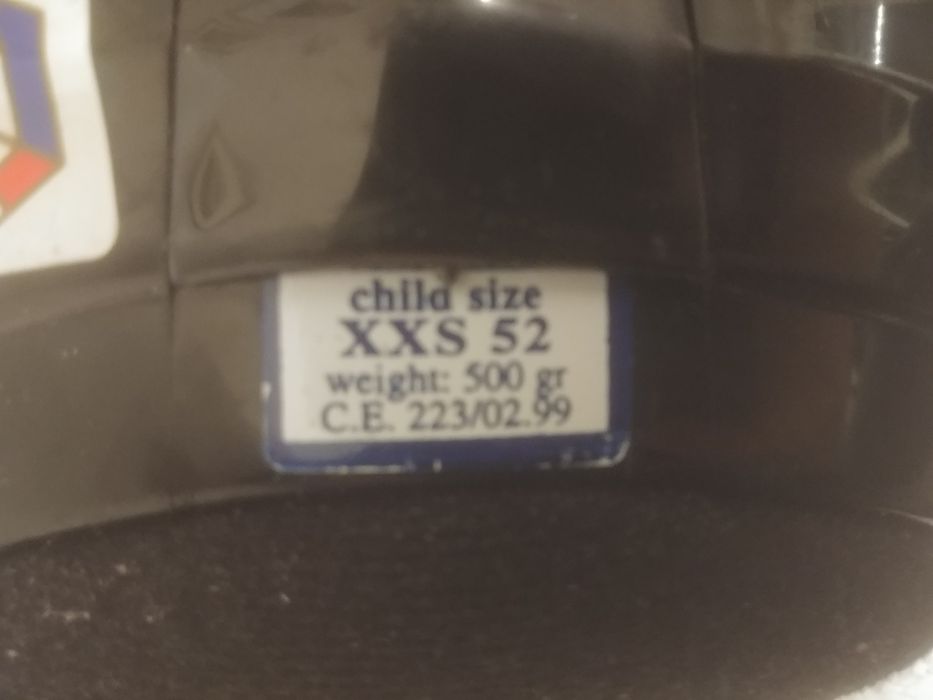 child size
XXS 52
weight: 500 gr
C.E. 223/02.99